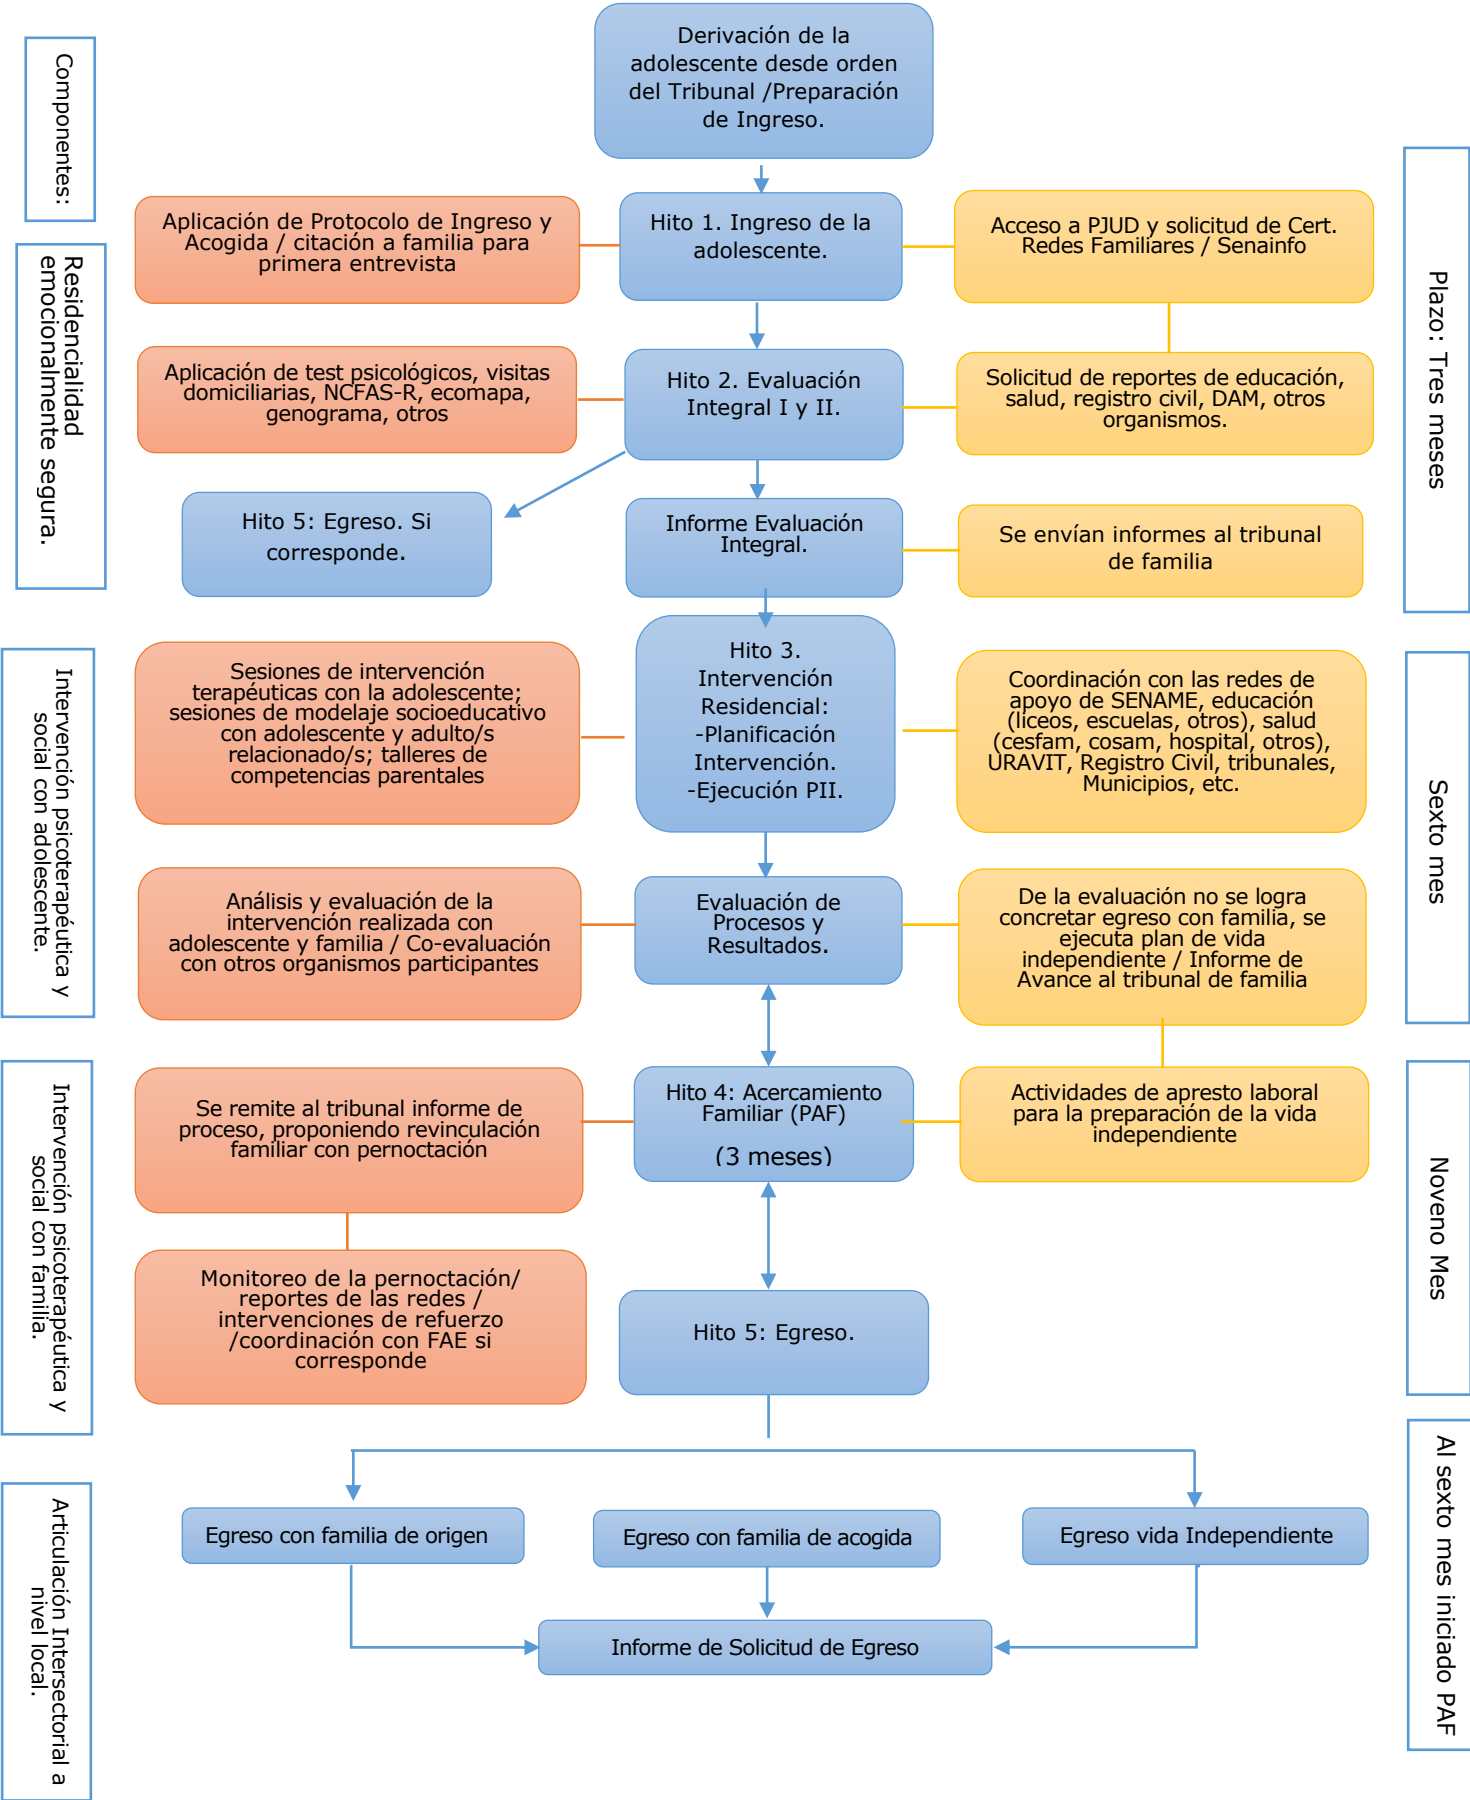 Componentes:
Derivación de la
adolescente desde orden
del Tribunal /Preparación
de Ingreso.
Residencialidad
emocionalmente segura.
Plazo: Tres meses
Aplicación de Protocolo de Ingreso y
Acogida / citación a familia para
primera entrevista
Hito 1. Ingreso de la
adolescente.
Acceso a PJUD y solicitud de Cert.
Redes Familiares / Senainfo
Aplicación de test psicológicos, visitas
domiciliarias, NCFAS-R, ecomapa,
genograma, otros
Hito 2. Evaluación
Integral I y II.
Solicitud de reportes de educación,
salud, registro civil, DAM, otros
organismos.
Hito 5: Egreso. Si
corresponde.
Informe Evaluación
Integral.
Se envían informes al tribunal
de familia
Intervención psicoterapéutica y
social con adolescente.
Sesiones de intervención
terapéuticas con la adolescente;
sesiones de modelaje socioeducativo
con adolescente y adulto/s
relacionado/s; talleres de
competencias parentales
Hito 3.
Intervención
Residencial:
-Planificación
Intervención.
-Ejecución PII.
Coordinación con las redes de
apoyo de SENAME, educación
(liceos, escuelas, otros), salud
(cesfam, cosam, hospital, otros),
URAVIT, Registro Civil, tribunales,
Municipios, etc.
Sexto mes
Análisis y evaluación de la
intervención realizada con
adolescente y familia / Co-evaluación
con otros organismos participantes
Evaluación de
Procesos y
Resultados.
De la evaluación no se logra
concretar egreso con familia, se
ejecuta plan de vida
independiente / Informe de
Avance al tribunal de familia
Intervención psicoterapéutica y
social con familia.
Se remite al tribunal informe de
proceso, proponiendo revinculación
familiar con pernoctación
Hito 4: Acercamiento
Familiar (PAF)
(3 meses)
Actividades de apresto laboral
para la preparación de la vida
independiente
Noveno Mes
Monitoreo de la pernoctación/
reportes de las redes /
intervenciones de refuerzo
/coordinación con FAE si
corresponde
Hito 5: Egreso.
Articulación Intersectorial a
nivel local.
Al sexto mes iniciado PAF
Egreso con familia de origen
Egreso con familia de acogida
Egreso vida Independiente
Informe de Solicitud de Egreso